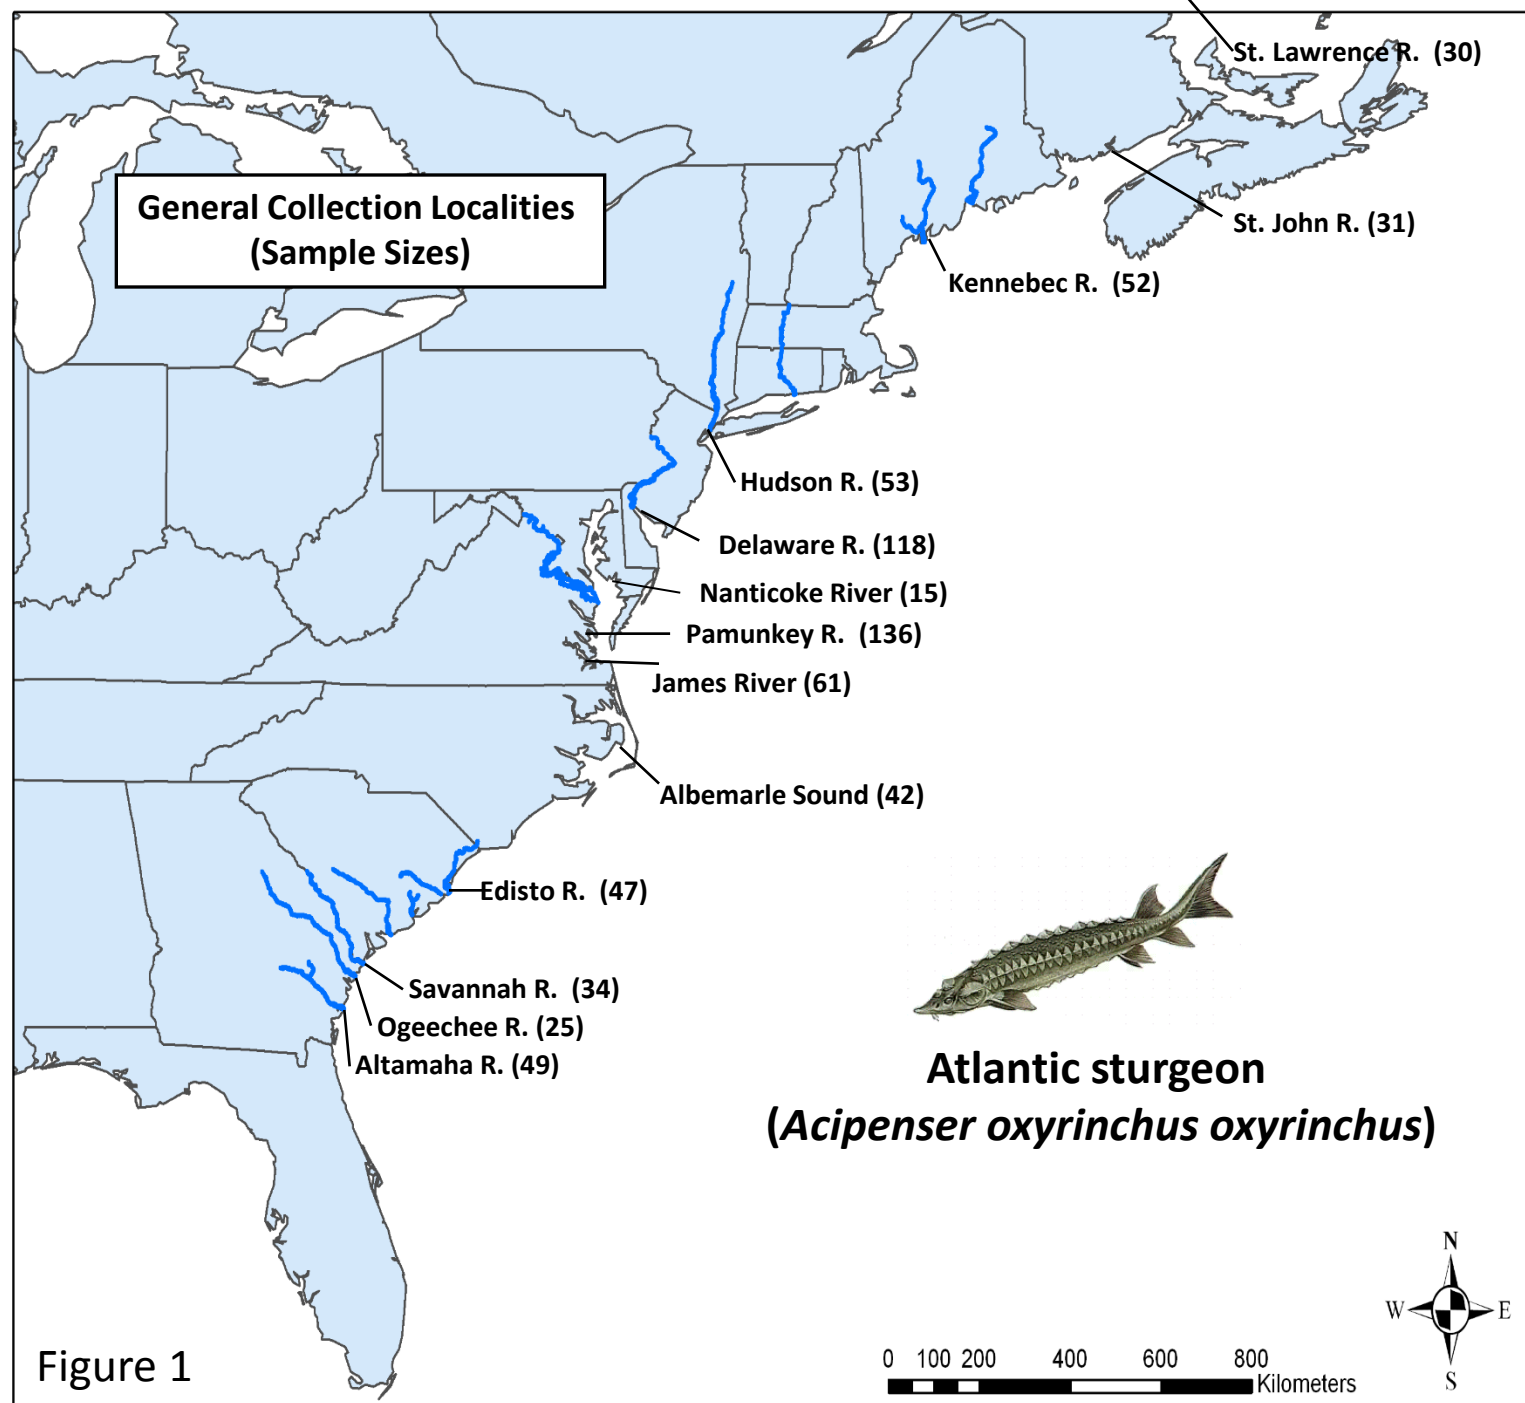 St. Lawrence R. (30)
General Collection Localities
(Sample Sizes)
St. John R. (31)
Kennebec R. (52)
Hudson R. (53)
Delaware R. (118)
Nanticoke River (15)
Pamunkey R. (136)
James River (61)
Albemarle Sound (42)
Edisto R. (47)
Savannah R. (34)
Ogeechee R. (25)
Altamaha R. (49)
Atlantic sturgeon
(Acipenser oxyrinchus oxyrinchus)
N
W E
S
Figure 1
0 100 200 400 600 800
Kilometers